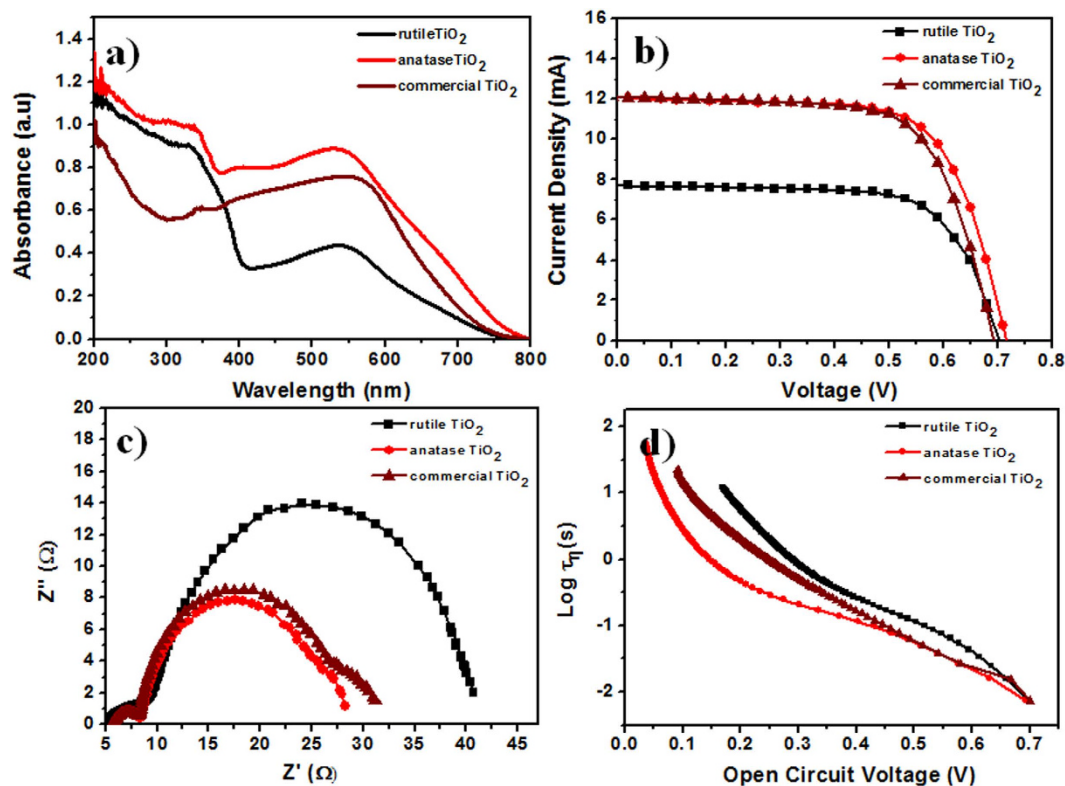 a)
rutileTiO2
anataseTiO2
commercial TiO2
1.4
1.2
1.0
0.8
0.6
0.4
0.2
0.0
Absorbance (a.u)
200 300 400 500 600 700 800
Wavelength (nm)
b)
rutile TiO2
anatase TiO2
commercial TiO2
16
14
12
10
8
6
4
2
0
Current Density (mA)
0.0 0.1 0.2 0.3 0.4 0.5 0.6 0.7 0.8
Voltage (V)
c)
rutile TiO2
anatase TiO2
commercial TiO2
20
18
16
14
12
10
8
6
4
2
0
Z'' (Ω)
5 10 15 20 25 30 35 40 45
Z' (Ω)
d)
rutile TiO2
anatase TiO2
commercial TiO2
2
1
0
-1
-2
Log τη(s)
0.0 0.1 0.2 0.3 0.4 0.5 0.6 0.7
Open Circuit Voltage (V)